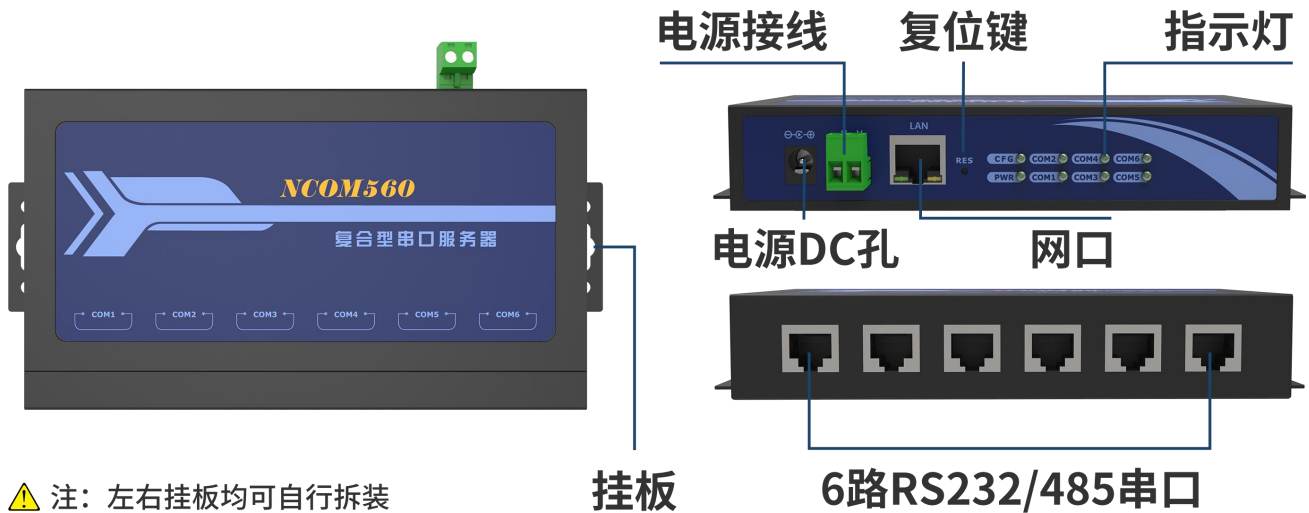 NCOM560
复合型串口服务器
COM1 COM2 COM3 COM4 COM5 COM6
注：左右挂板均可自行拆装
挂板
电源接线 复位键 指示灯
LAN
RES
CFG COM2 COM4 COM6
PWR COM1 COM3 COM5
电源DC孔 网口
6路RS232/485串口